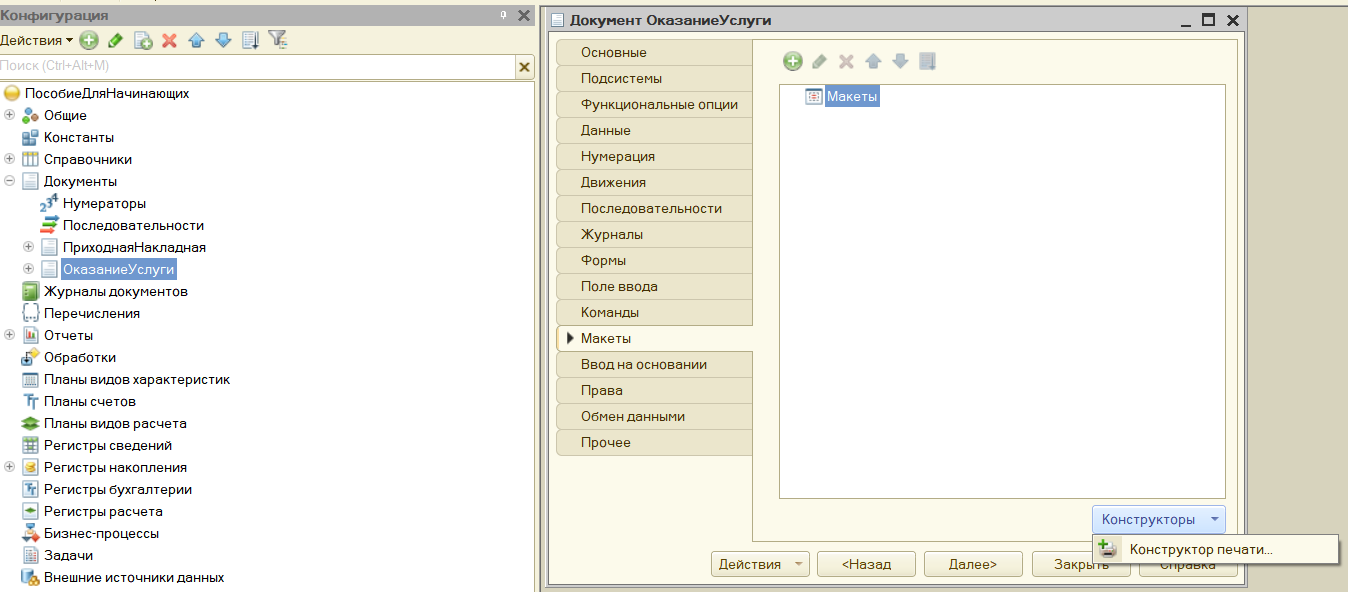 Конфигурация
Действия
Поиск (Ctrl+Alt+M)
ПособиеДляНачинающих
Общие
Константы
Справочники
Документы
Нумераторы
Последовательности
ПриходнаяНакладная
ОказаниеУслуги
Журналы документов
Перечисления
Отчеты
Обработки
Планы видов характеристик
Планы счетов
Планы видов расчета
Регистры сведений
Регистры накопления
Регистры бухгалтерии
Регистры расчета
Бизнес-процессы
Задачи
Внешние источники данных
Документ ОказаниеУслуги
Основные
Подсистемы
Функциональные опции
Данные
Нумерация
Движения
Последовательности
Журналы
Формы
Поле ввода
Команды
Макеты
Ввод на основании
Права
Обмен данными
Прочее
Макеты
Конструкторы
Конструктор печати...
Действия
<Назад
Далее>
Закрыть
Справка